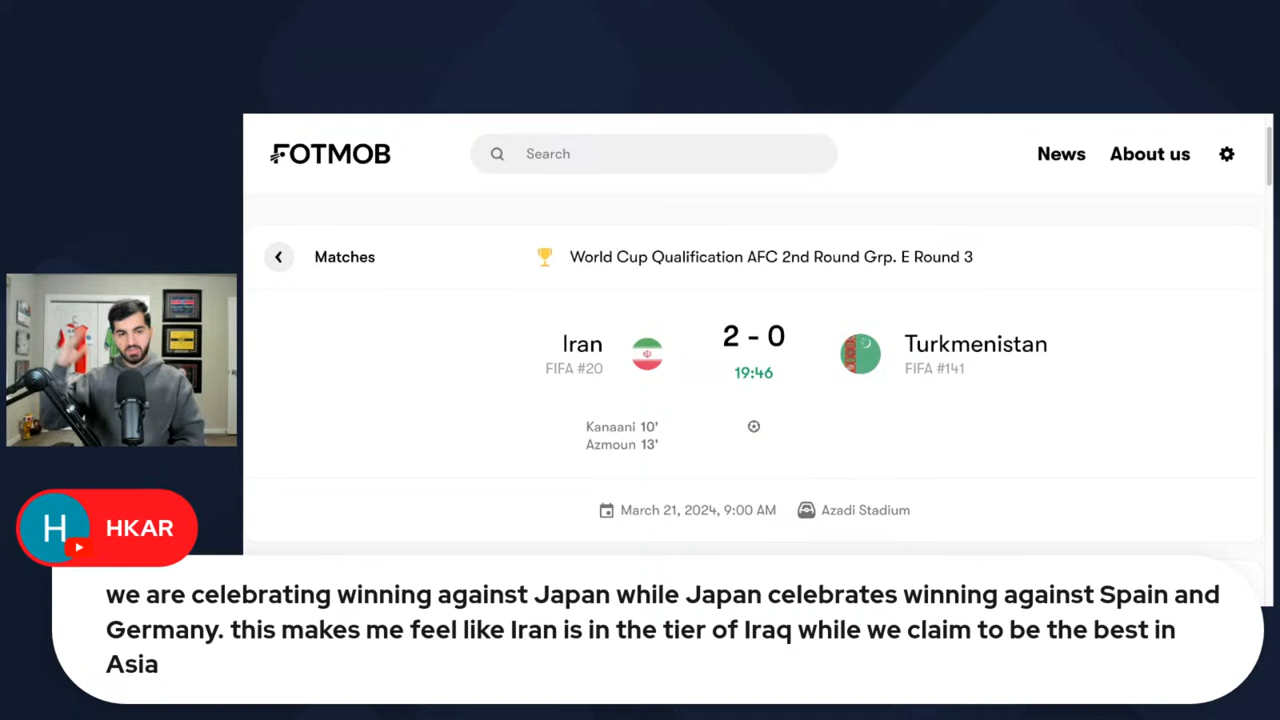 FOTMOB
Search
News
About us
Matches
World Cup Qualification AFC 2nd Round Grp. E Round 3
Iran
2 - 0
Turkmenistan
FIFA #20
19:46
FIFA #141
Kanaani 10'
Azmoun 13'
March 21, 2024, 9:00 AM
Azadi Stadium
H
HKAR
we are celebrating winning against Japan while Japan celebrates winning against Spain and
Germany. this makes me feel like Iran is in the tier of Iraq while we claim to be the best in
Asia